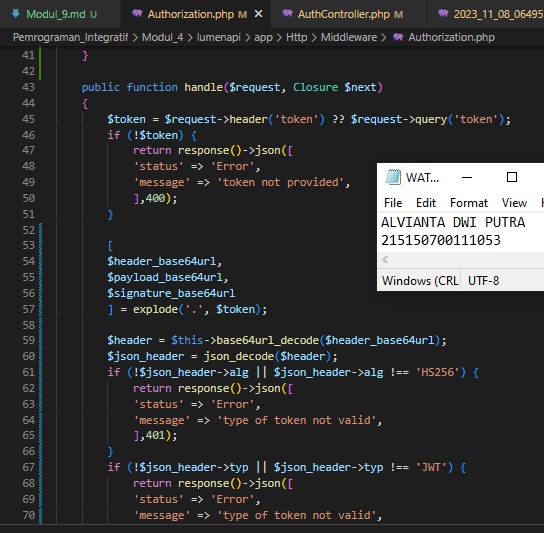 Modul_9.md U
Authorization.php M
AuthController.php M
2023_11_08_06495
Pemrograman_Integratif > Modul_4 > lumenapi > app > Http > Middleware > Authorization.php
41 }
42
43 public function handle($request, Closure $next)
44 {
45 $token = $request->header('token') ?? $request->query('token');
46 if (!$token) {
47 return response()->json([
48 'status' => 'Error',
49 'message' => 'token not provided',
50 ],400);
51 }
52
53 [
54 $header_base64url,
55 $payload_base64url,
56 $signature_base64url
57 ] = explode('.', $token);
58
59 $header = $this->base64url_decode($header_base64url);
60 $json_header = json_decode($header);
61 if (!$json_header->alg || $json_header->alg !== 'HS256') {
62 return response()->json([
63 'status' => 'Error',
64 'message' => 'type of token not valid',
65 ],401);
66 }
67 if (!$json_header->typ || $json_header->typ !== 'JWT') {
68 return response()->json([
69 'status' => 'Error',
70 'message' => 'type of token not valid',
WAT...
File Edit Format View H
ALVIANTA DWI PUTRA
215150700111053
Windows (CRL UTF-8